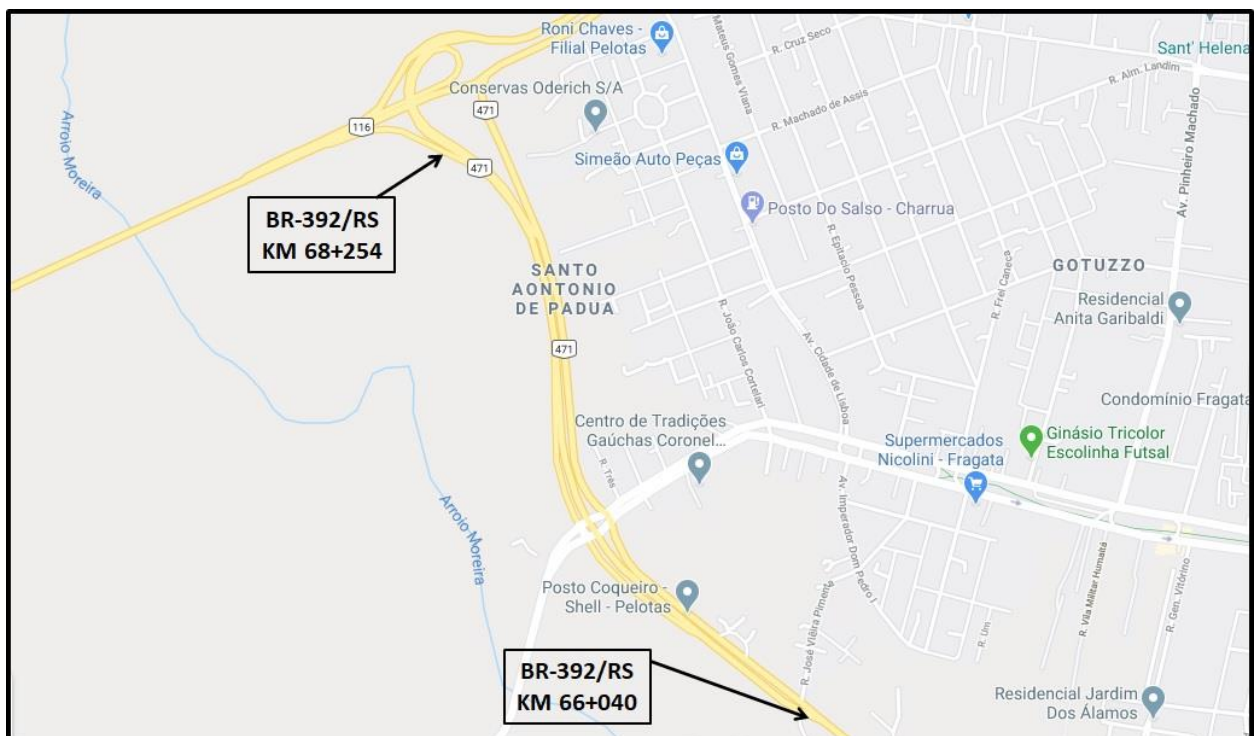 Roni Chaves -
Filial Pelotas
Mateus Gomes Viana
R. Cruz Seco
Sant' Helena
R. Alm. Landim
Conservas Oderich S/A
471
116
471
R. Machado de Assis
Simeão Auto Peças
Av. Pinheiro Machado
Arroio Moreira
BR-392/RS
KM 68+254
Posto Do Salso - Charrua
R. Epitacio Pessoa
R. Frei Caneca
GOTUZZO
SANTO
AONTONIO
DE PADUA
Residencial
Anita Garibaldi
R. João Carlos Cortelari
Av. Cidade de Lisboa
471
Condomínio Fragata
Centro de Tradições
Gaúchas Coronel...
Supermercados
Nicolini - Fragata
Ginásio Tricolor
Escolinha Futsal
R. Três
Arroio Moreira
Av. Imperador Dom Pedro I
Posto Coqueiro -
Shell - Pelotas
R. José Viêira Piment
R. Um
R. Vila Militar Humaitá
R. Gen. Vitórino
BR-392/RS
KM 66+040
Residencial Jardim
Dos Álamos